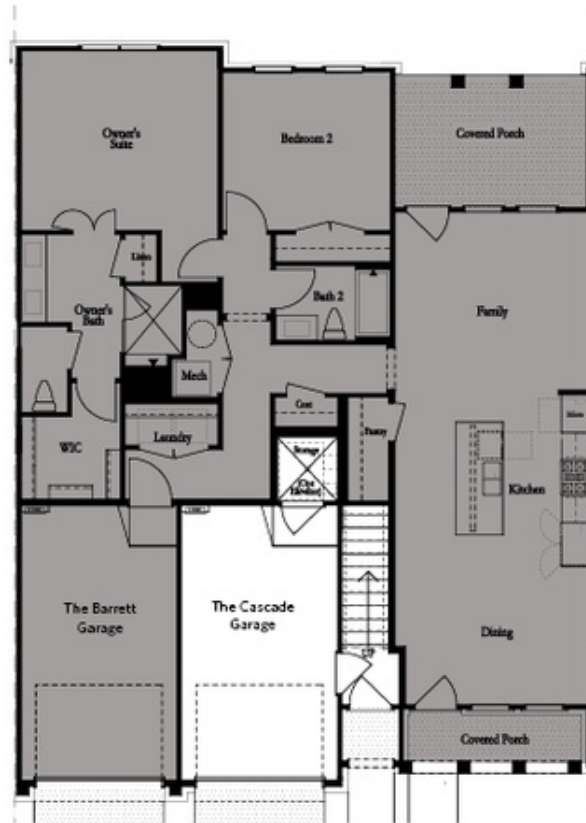 Owner's
Suite
Bedroom 2
Covered Porch
Linen
Owner's
Bath
Bath 2
Family
Mech
Coat
Laundry
Pantry
WIC
Storage
Kitchen
The Barrett
Garage
The Cascade
Garage
UP
Dining
Covered Porch